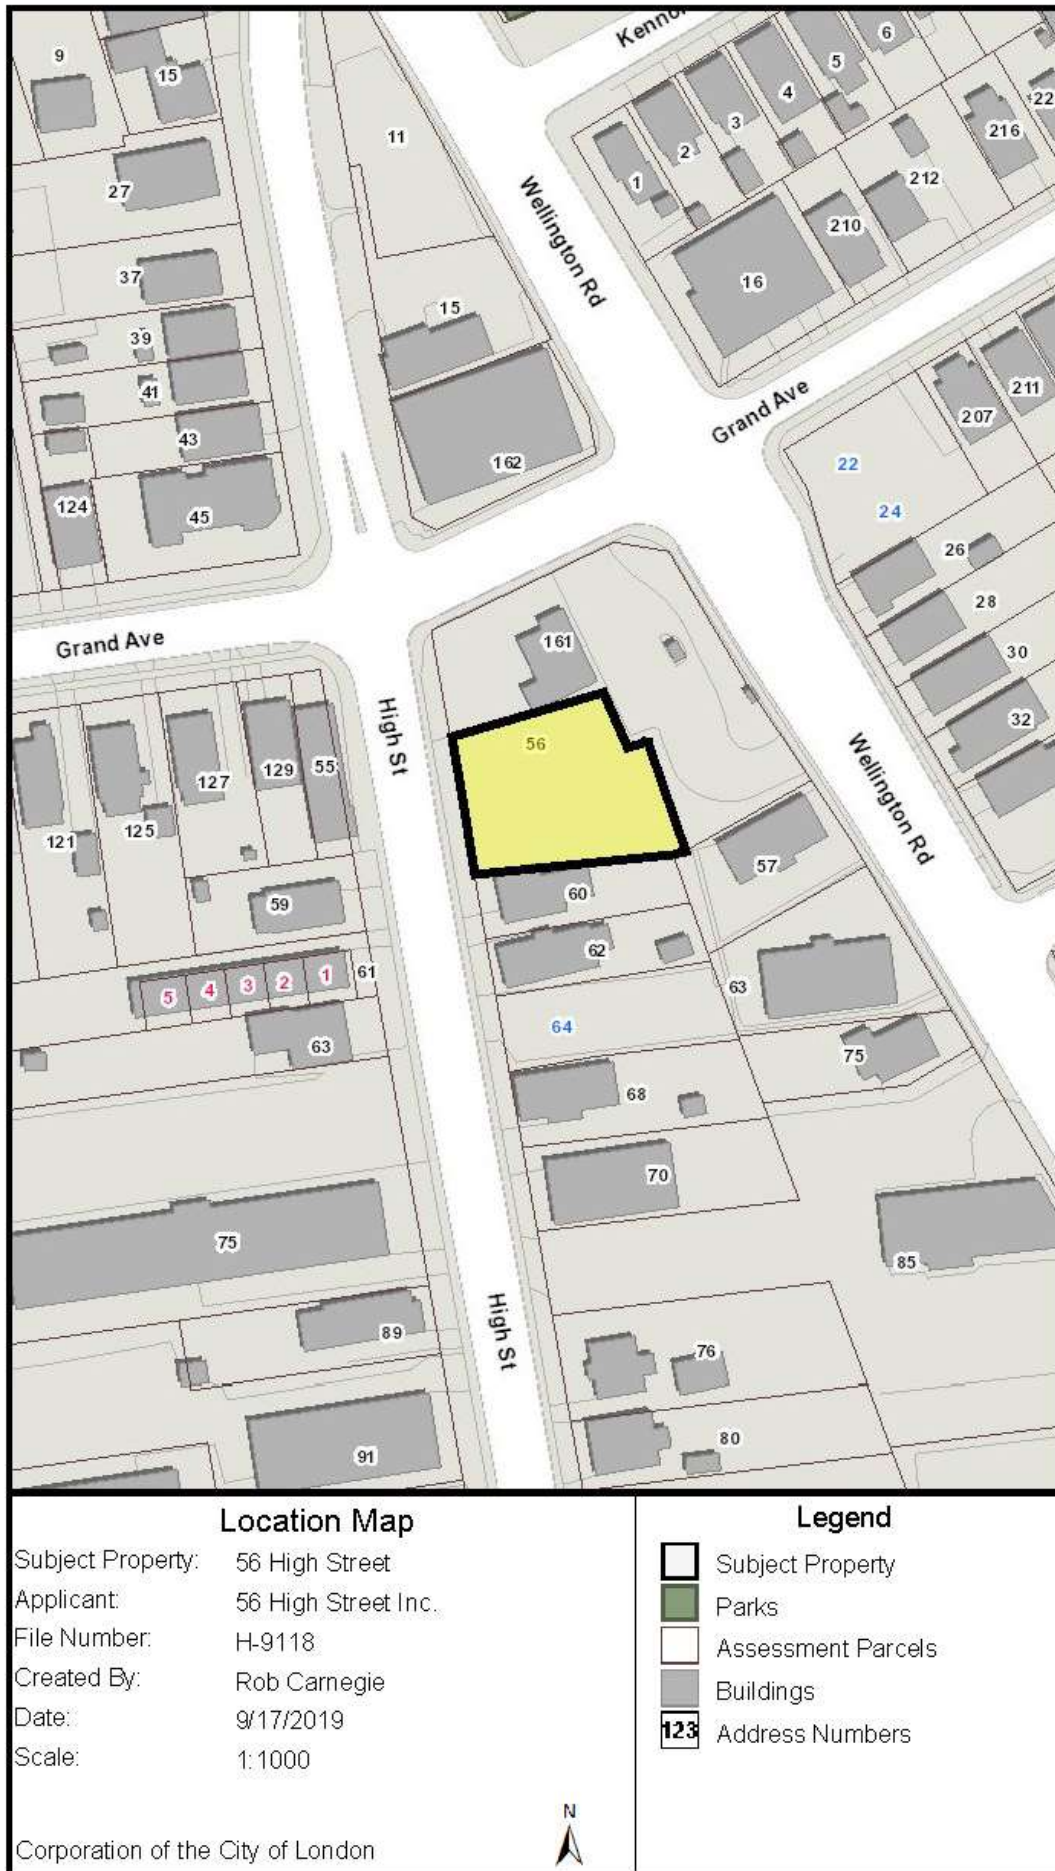 Kenno
9
15
11
6
5
4
3
2
1
216
22
27
Wellington Rd
212
210
37
16
15
39
41
43
Grand Ave
211
207
162
22
24
124
45
26
28
30
32
Grand Ave
161
High St
56
Wellington Rd
127
129
55
121
125
57
59
60
62
61
1
2
3
4
5
63
64
63
75
68
70
75
85
High St
89
76
80
91
Location Map
Subject Property: 56 High Street
Applicant: 56 High Street Inc.
File Number: H-9118
Created By: Rob Carnegie
Date: 9/17/2019
Scale: 1:1000
N
Corporation of the City of London
Legend
Subject Property
Parks
Assessment Parcels
Buildings
123 Address Numbers